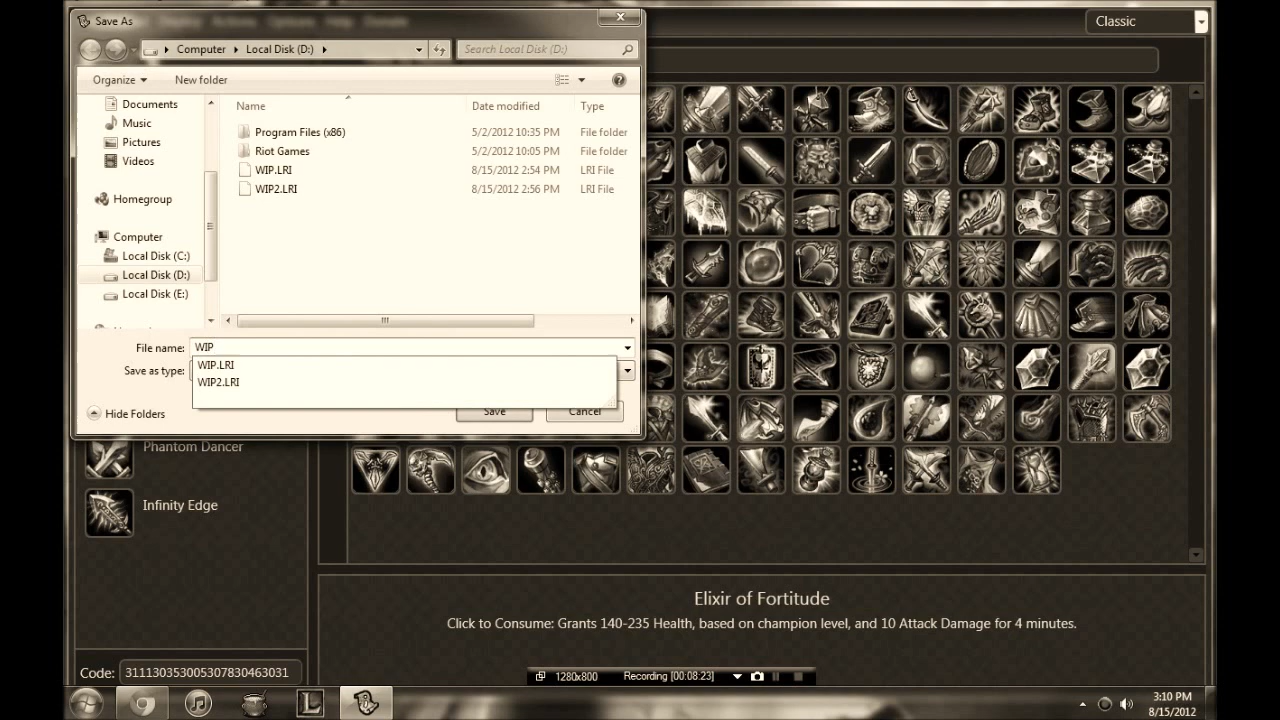 Save As
Classic
Computer
Local Disk (D:)
Search Local Disk (D:)
Organize
New folder
Documents
Music
Pictures
Videos
Homegroup
Computer
Local Disk (C:)
Local Disk (D:)
Local Disk (E:)
Name Date modified Type
Program Files (x86) 5/2/2012 10:35 PM File folder
Riot Games 5/2/2012 10:05 PM File folder
WIP.LRI 8/15/2012 2:54 PM LRI File
WIP2.LRI 8/15/2012 2:56 PM LRI File
File name: WIP
Save as type:
WIP.LRI
WIP2.LRI
Hide Folders
Save
Cancel
Phantom Dancer
Infinity Edge
Elixir of Fortitude
Click to Consume: Grants 140-235 Health, based on champion level, and 10 Attack Damage for 4 minutes.
Code: 311130353005307830463031
1280x800 Recording [00:08:23]
3:10 PM
8/15/2012